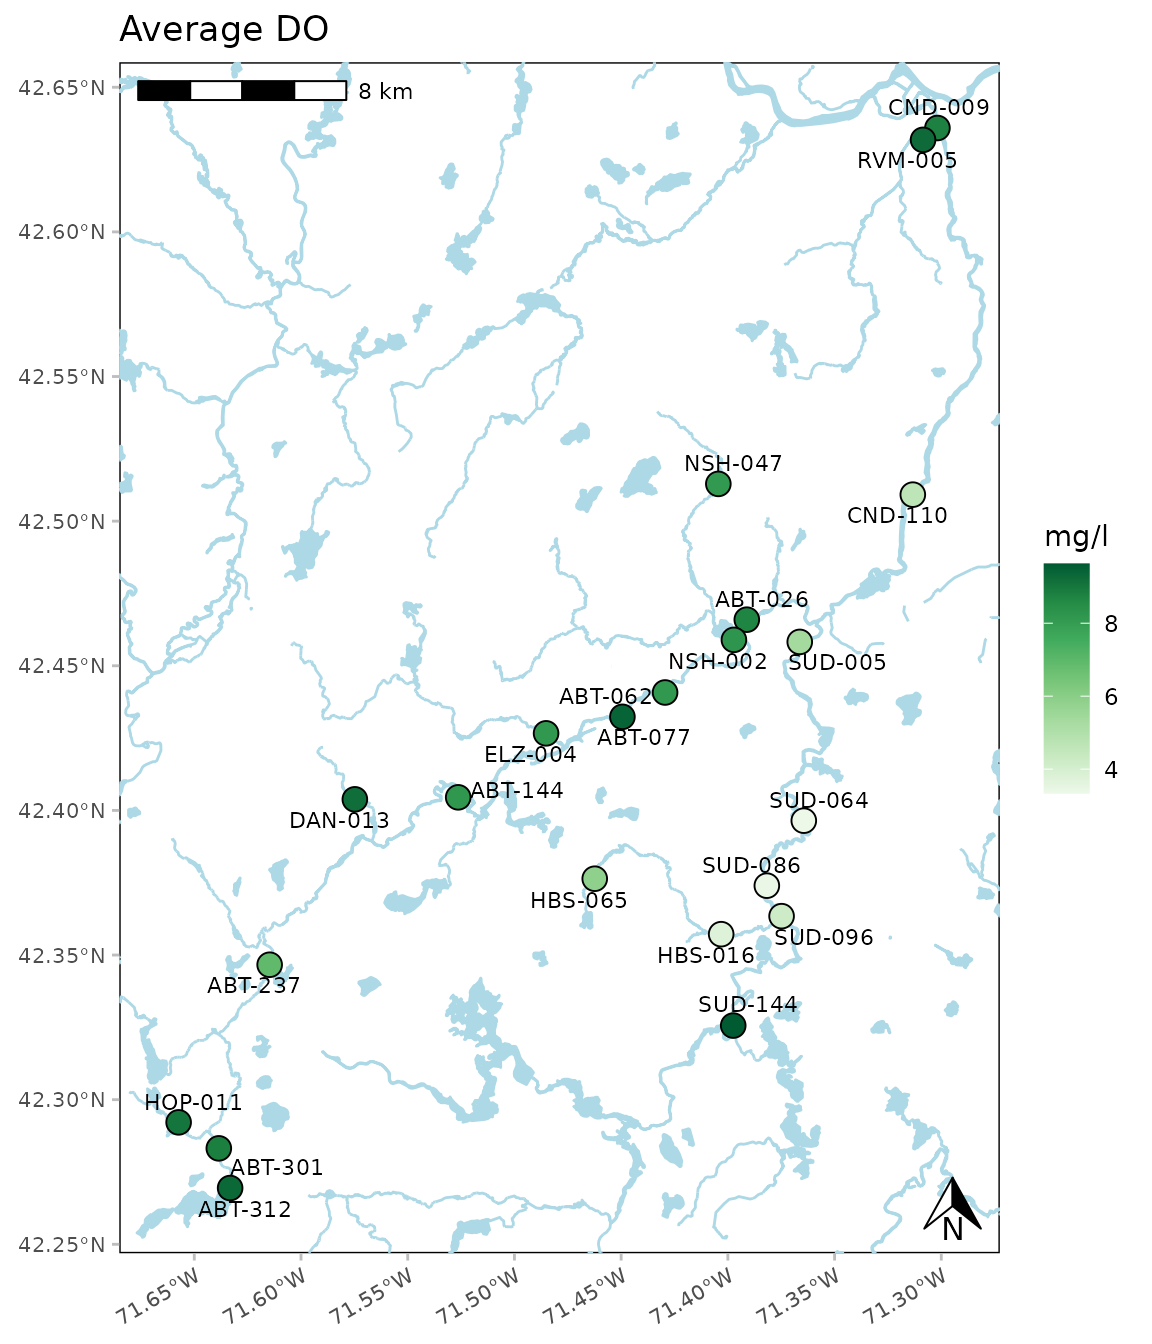 Average DO
42.65°N
8 km
CND-009
RVM-005
42.60°N
42.55°N
NSH-047
42.50°N
CND-110
mg/l
ABT-026
8
NSH-002
SUD-005
42.45°N
ABT-062
6
ABT-077
ELZ-004
4
ABT-144
SUD-064
42.40°N
DAN-013
SUD-086
HBS-065
SUD-096
42.35°N
HBS-016
ABT-237
SUD-144
42.30°N
HOP-011
ABT-301
ABT-312
N
42.25°N
71.65°W
71.60°W
71.55°W
71.50°W
71.45°W
71.40°W
71.35°W
71.30°W